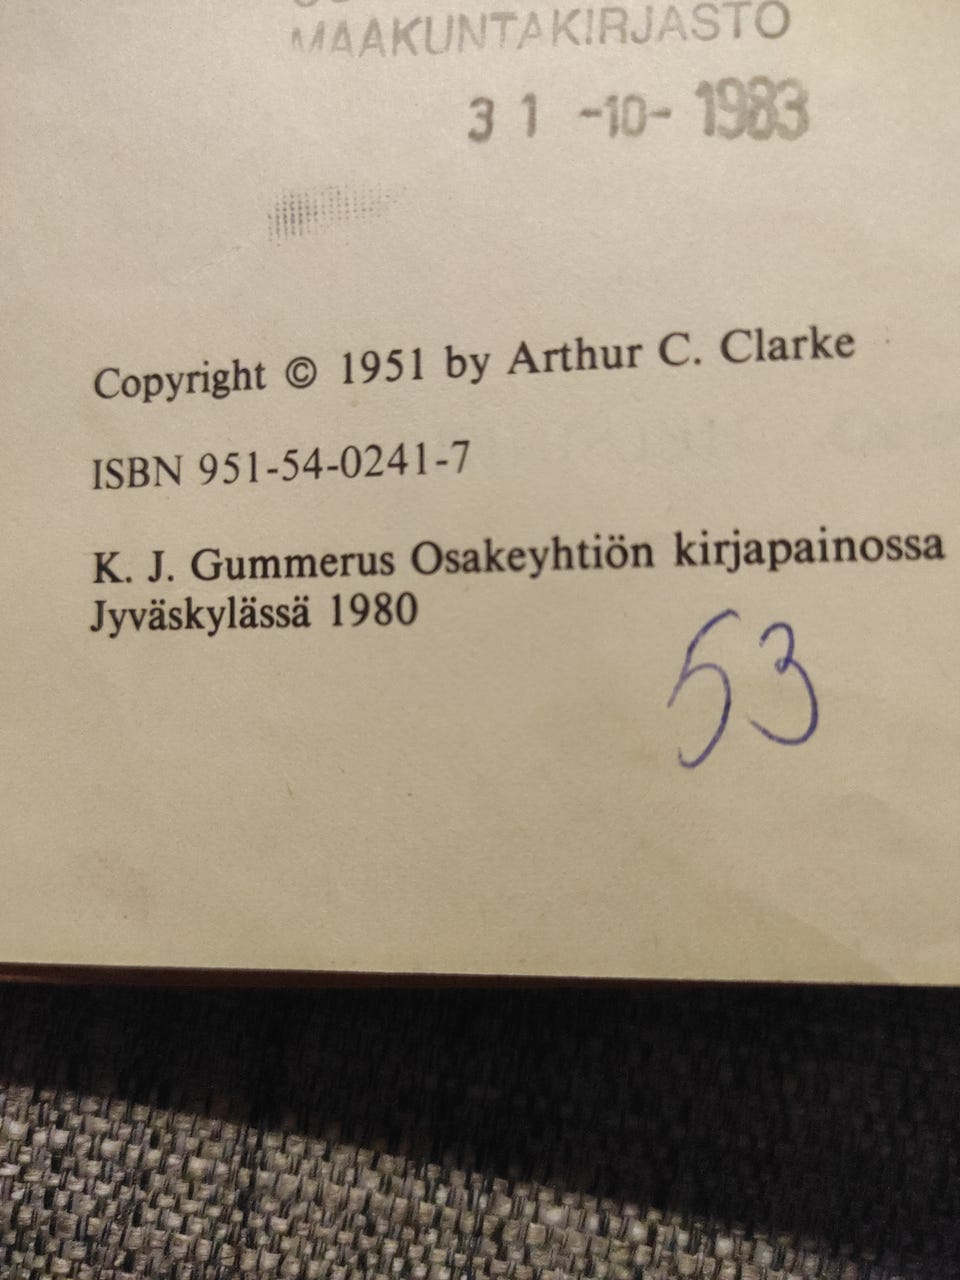 MAAKUNTAKIRJASTO
31 -10- 1983
Copyright © 1951 by Arthur C. Clarke
ISBN 951-54-0241-7
K. J. Gummerus Osakeyhtiön kirjapainossa
Jyväskylässä 1980
53